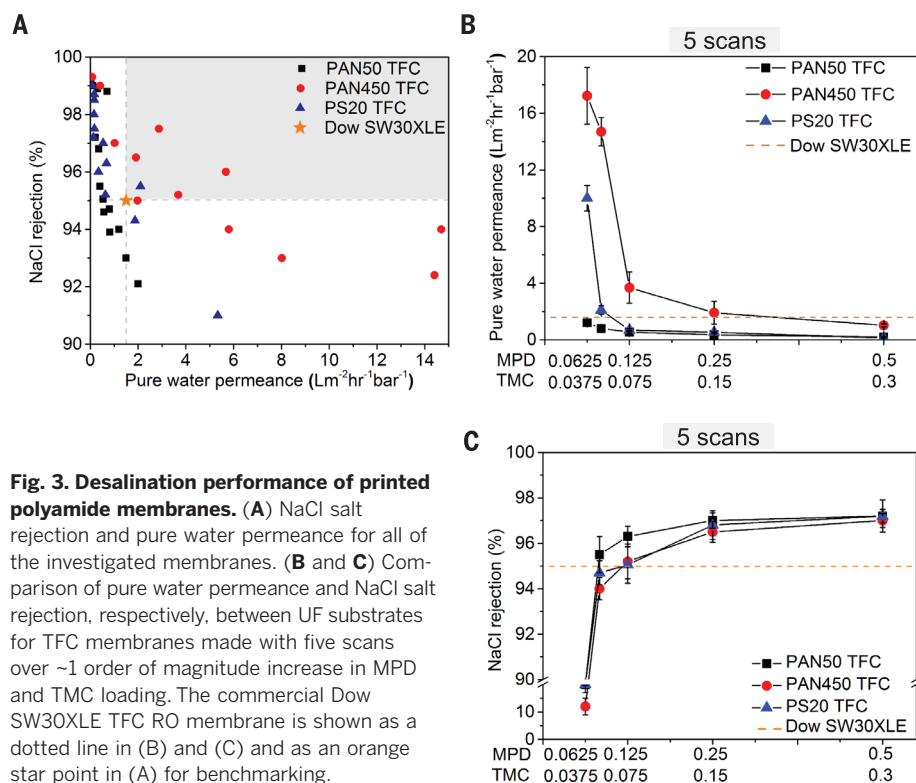 A
100
98
96
94
92
90
NaCl rejection (%)
PAN50 TFC
PAN450 TFC
PS20 TFC
Dow SW30XLE
0 2 4 6 8 10 12 14
Pure water permeance (Lm-2hr-1bar-1)
B
5 scans
20
16
12
8
4
0
Pure water permeance (Lm-2hr-1bar-1)
PAN50 TFC
PAN450 TFC
PS20 TFC
Dow SW30XLE
MPD 0.0625 0.125 0.25 0.5
TMC 0.0375 0.075 0.15 0.3
C
5 scans
100
98
96
94
92
90
10
0
NaCl rejection (%)
PAN50 TFC
PAN450 TFC
PS20 TFC
Dow SW30XLE
MPD 0.0625 0.125 0.25 0.5
TMC 0.0375 0.075 0.15 0.3
Fig. 3. Desalination performance of printed
polyamide membranes. (A) NaCl salt
rejection and pure water permeance for all of
the investigated membranes. (B and C) Com-
parison of pure water permeance and NaCl salt
rejection, respectively, between UF substrates
for TFC membranes made with five scans
over ~1 order of magnitude increase in MPD
and TMC loading. The commercial Dow
SW30XLE TFC RO membrane is shown as a
dotted line in (B) and (C) and as an orange
star point in (A) for benchmarking.